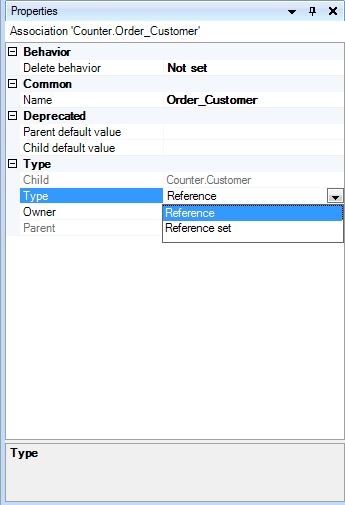 Properties
Association 'Counter.Order_Customer'
Behavior
Delete behavior Not set
Common
Name Order_Customer
Deprecated
Parent default value
Child default value
Type
Child Counter.Customer
Type Reference
Owner Reference
Parent Reference set
Type